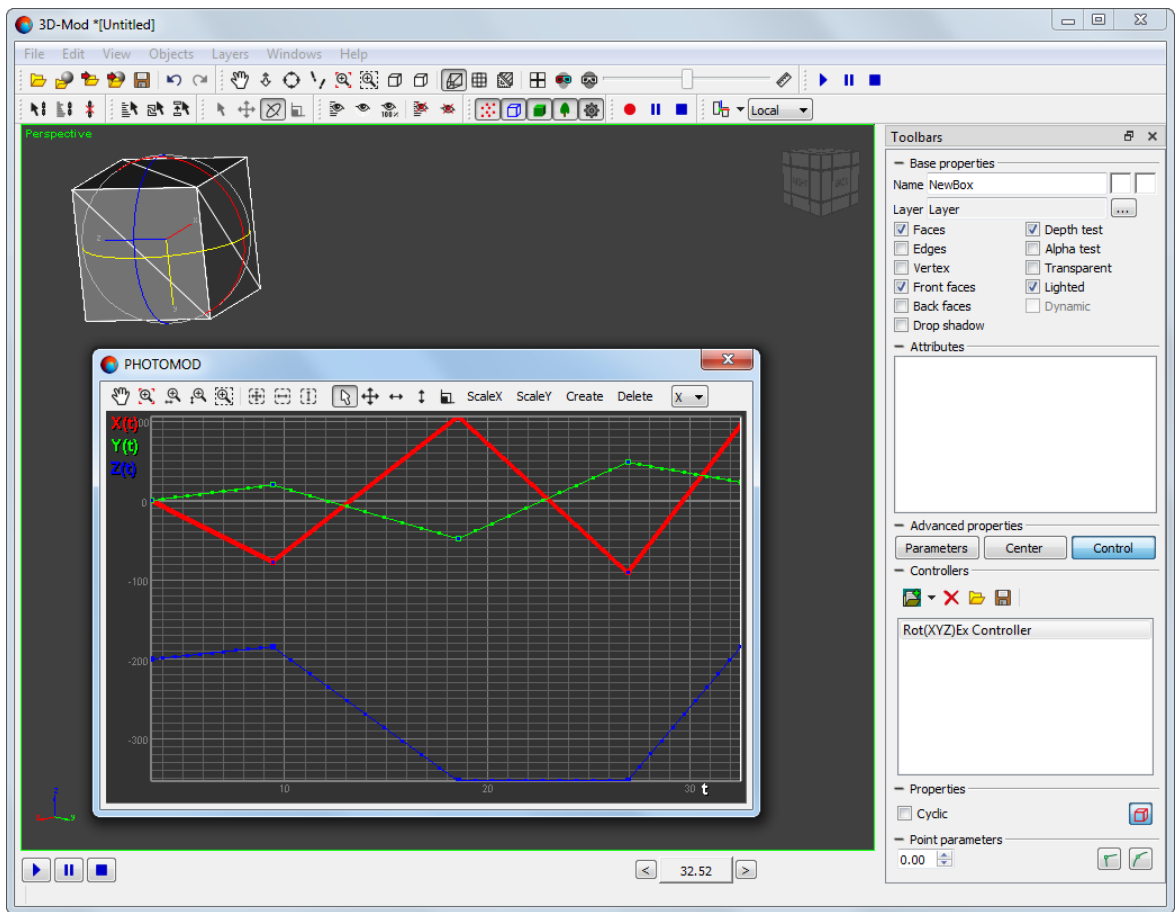 3D-Mod *[Untitled]
File Edit View Objects Layers Windows Help
100%
Local
Perspective
Toolbars
Base properties
Name NewBox
Layer Layer ...
Faces Depth test
Edges Alpha test
Vertex Transparent
Front faces Lighted
Back faces Dynamic
Drop shadow
Attributes
Advanced properties
Parameters Center Control
Controllers
Rot(XYZ)Ex Controller
Properties
Cyclic
Point parameters
0.00
RIGHT BACK
x
z
y
PHOTOMOD
ScaleX ScaleY Create Delete X
X(t)
Y(t)
Z(t)
0
-100
-200
-300
10 20 30 t
z
x y
< 32.52 >